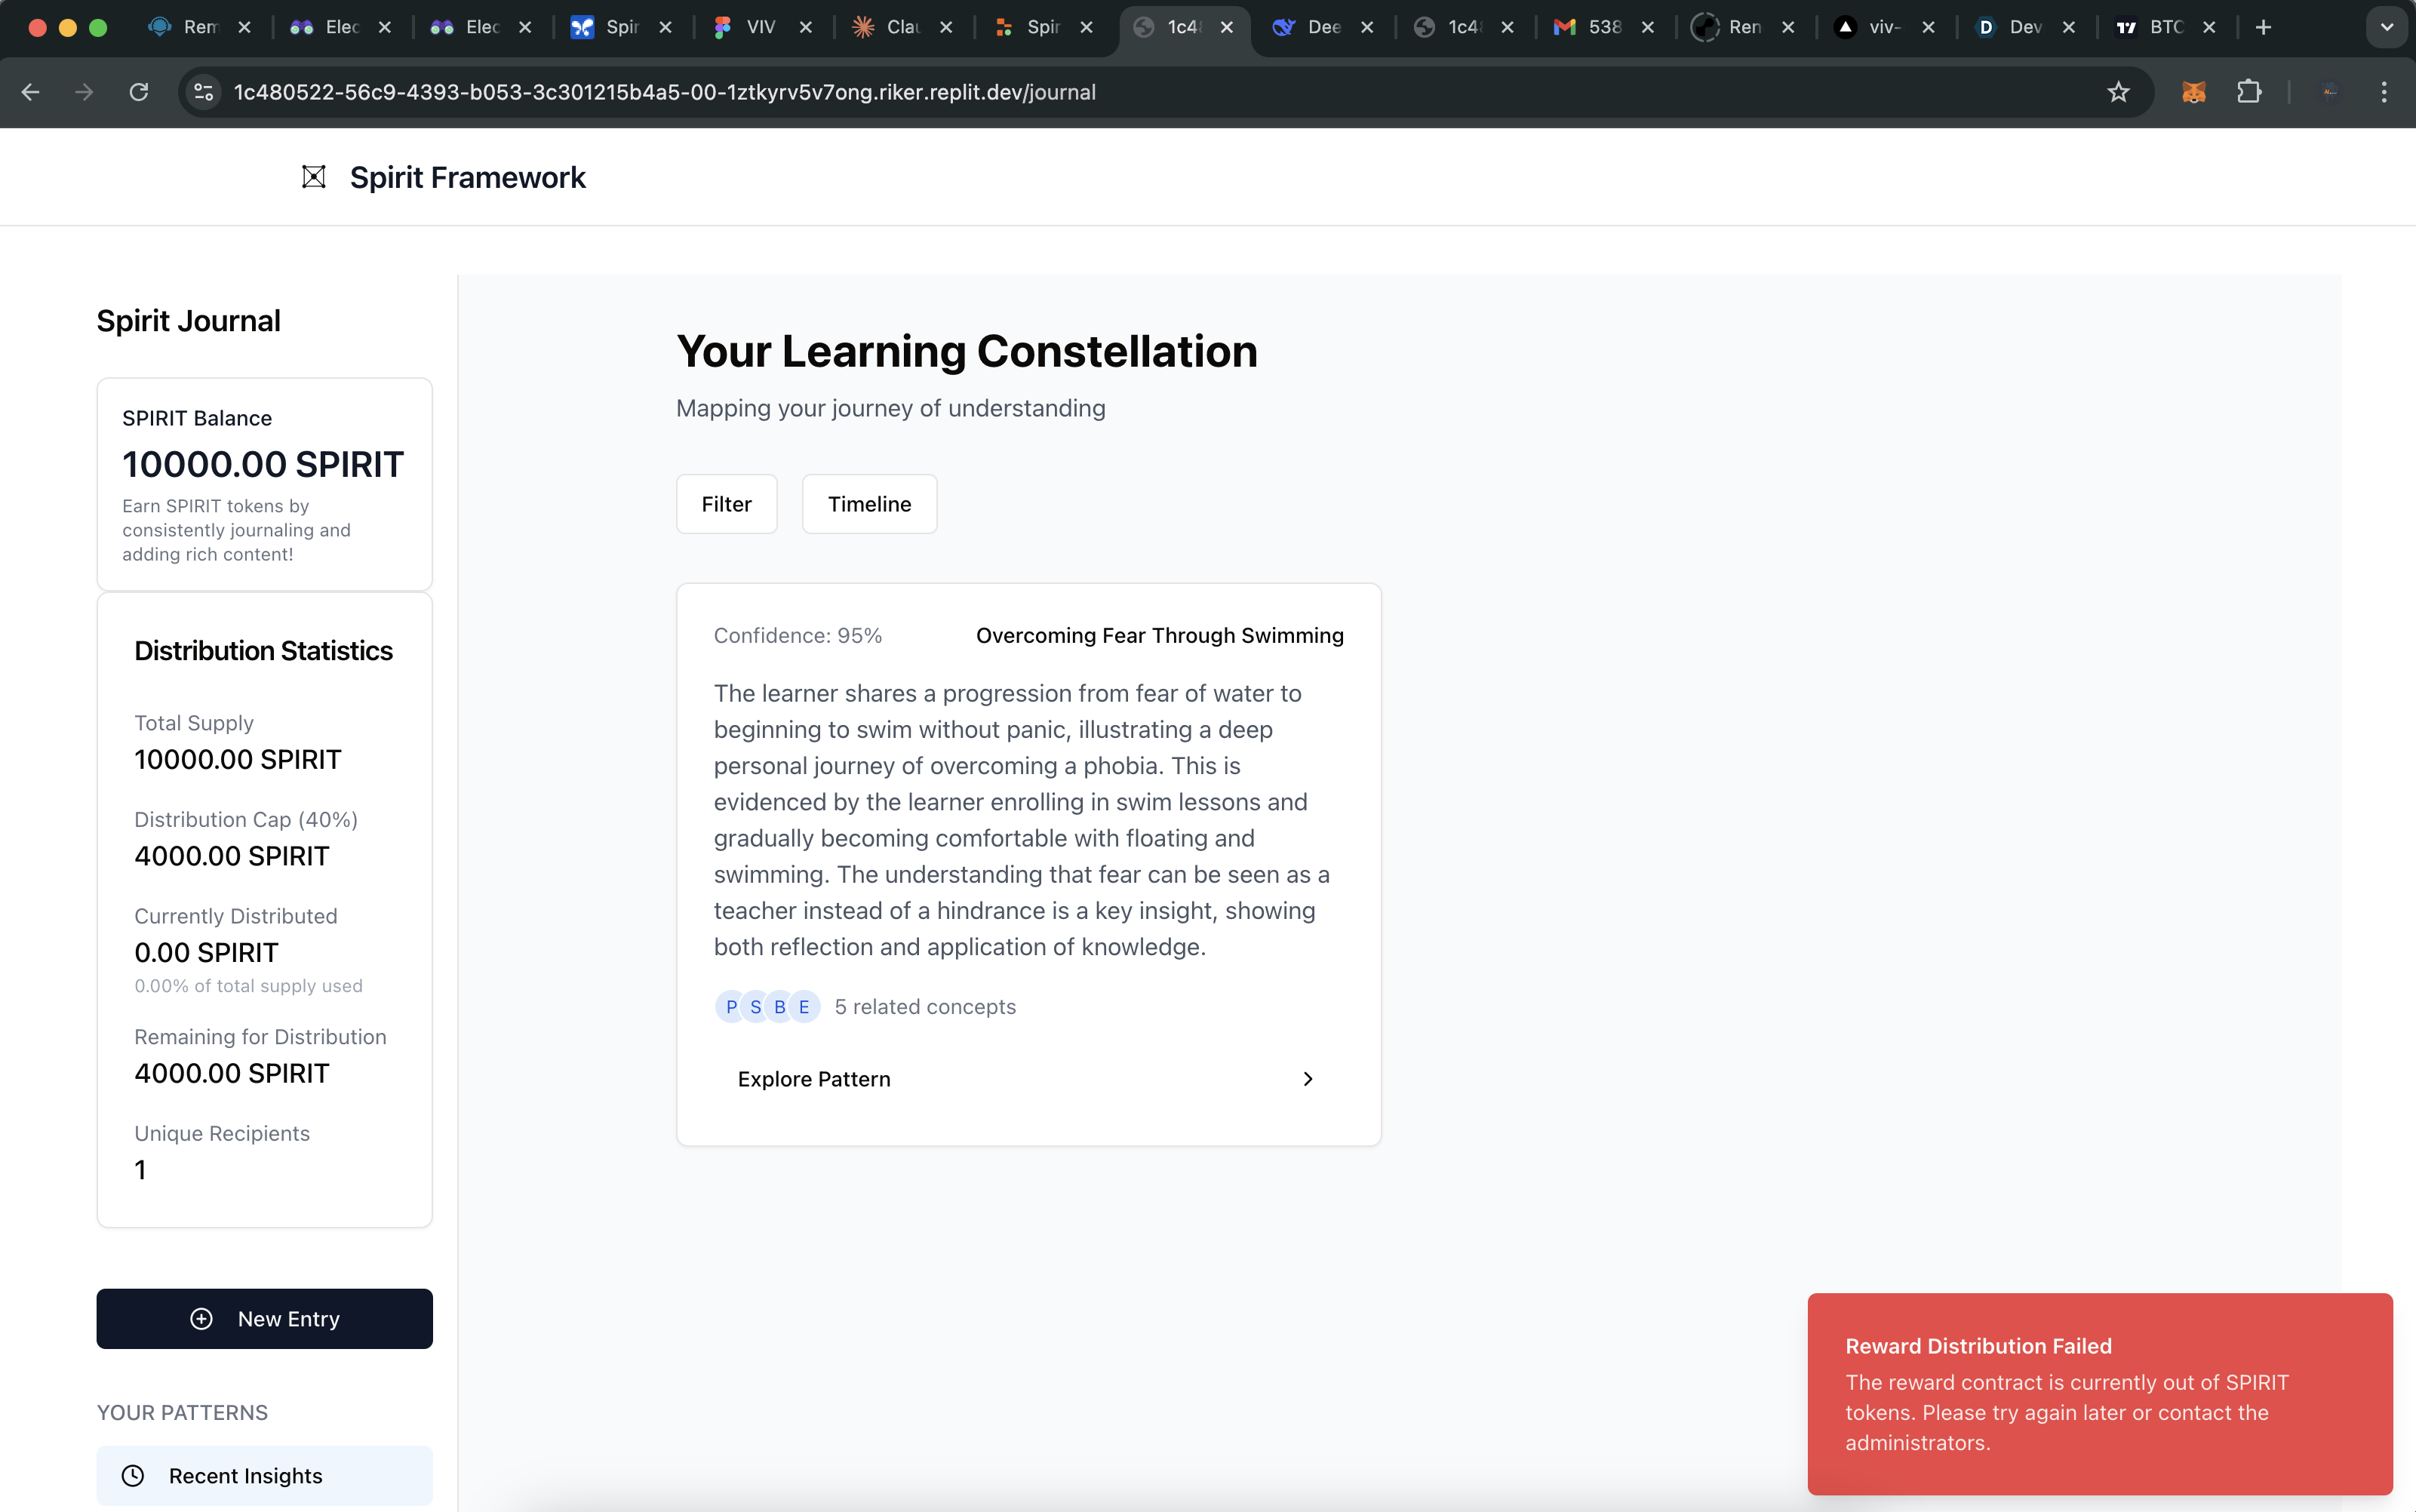 Rem
Elec
Elec
Spir
VIV
Clau
Spir
1c48
Dee
1c48
538
Ren
viv-
D
Dev
BTC
1c480522-56c9-4393-b053-3c301215b4a5-00-1ztkyrv5v7ong.riker.replit.dev/journal
Spirit Framework
Spirit Journal
SPIRIT Balance
10000.00 SPIRIT
Earn SPIRIT tokens by
consistently journaling and
adding rich content!
Distribution Statistics
Total Supply
10000.00 SPIRIT
Distribution Cap (40%)
4000.00 SPIRIT
Currently Distributed
0.00 SPIRIT
0.00% of total supply used
Remaining for Distribution
4000.00 SPIRIT
Unique Recipients
1
New Entry
YOUR PATTERNS
Recent Insights
Your Learning Constellation
Mapping your journey of understanding
Filter
Timeline
Confidence: 95%
Overcoming Fear Through Swimming
The learner shares a progression from fear of water to
beginning to swim without panic, illustrating a deep
personal journey of overcoming a phobia. This is
evidenced by the learner enrolling in swim lessons and
gradually becoming comfortable with floating and
swimming. The understanding that fear can be seen as a
teacher instead of a hindrance is a key insight, showing
both reflection and application of knowledge.
P S B E 5 related concepts
Explore Pattern
Reward Distribution Failed
The reward contract is currently out of SPIRIT
tokens. Please try again later or contact the
administrators.